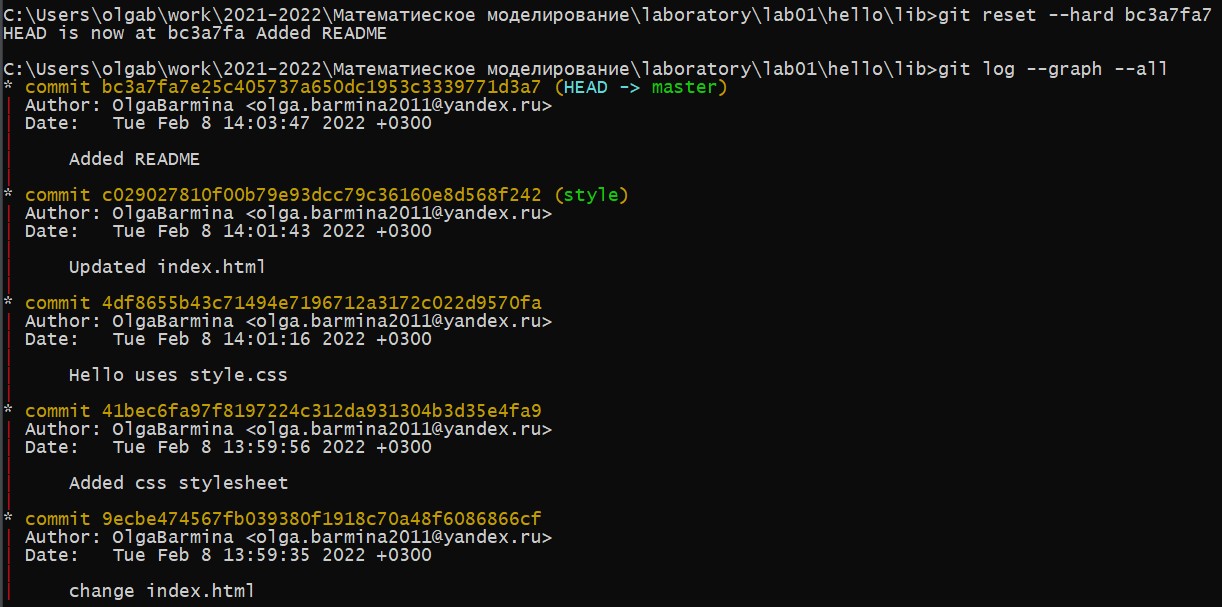 C:\Users\olgab\work\2021-2022\Математиеское моделирование\laboratory\lab01\hello\lib>git reset --hard bc3a7fa7
HEAD is now at bc3a7fa Added README
C:\Users\olgab\work\2021-2022\Математиеское моделирование\laboratory\lab01\hello\lib>git log --graph --all
* commit bc3a7fa7e25c405737a650dc1953c3339771d3a7 (HEAD -> master)
| Author: OlgaBarmina <olga.barmina2011@yandex.ru>
| Date:   Tue Feb 8 14:03:47 2022 +0300
|
|     Added README
|
* commit c029027810f00b79e93dcc79c36160e8d568f242 (style)
| Author: OlgaBarmina <olga.barmina2011@yandex.ru>
| Date:   Tue Feb 8 14:01:43 2022 +0300
|
|     Updated index.html
|
* commit 4df8655b43c71494e7196712a3172c022d9570fa
| Author: OlgaBarmina <olga.barmina2011@yandex.ru>
| Date:   Tue Feb 8 14:01:16 2022 +0300
|
|     Hello uses style.css
|
* commit 41bec6fa97f8197224c312da931304b3d35e4fa9
| Author: OlgaBarmina <olga.barmina2011@yandex.ru>
| Date:   Tue Feb 8 13:59:56 2022 +0300
|
|     Added css stylesheet
|
* commit 9ecbe474567fb039380f1918c70a48f6086866cf
| Author: OlgaBarmina <olga.barmina2011@yandex.ru>
| Date:   Tue Feb 8 13:59:35 2022 +0300
|
|     change index.html